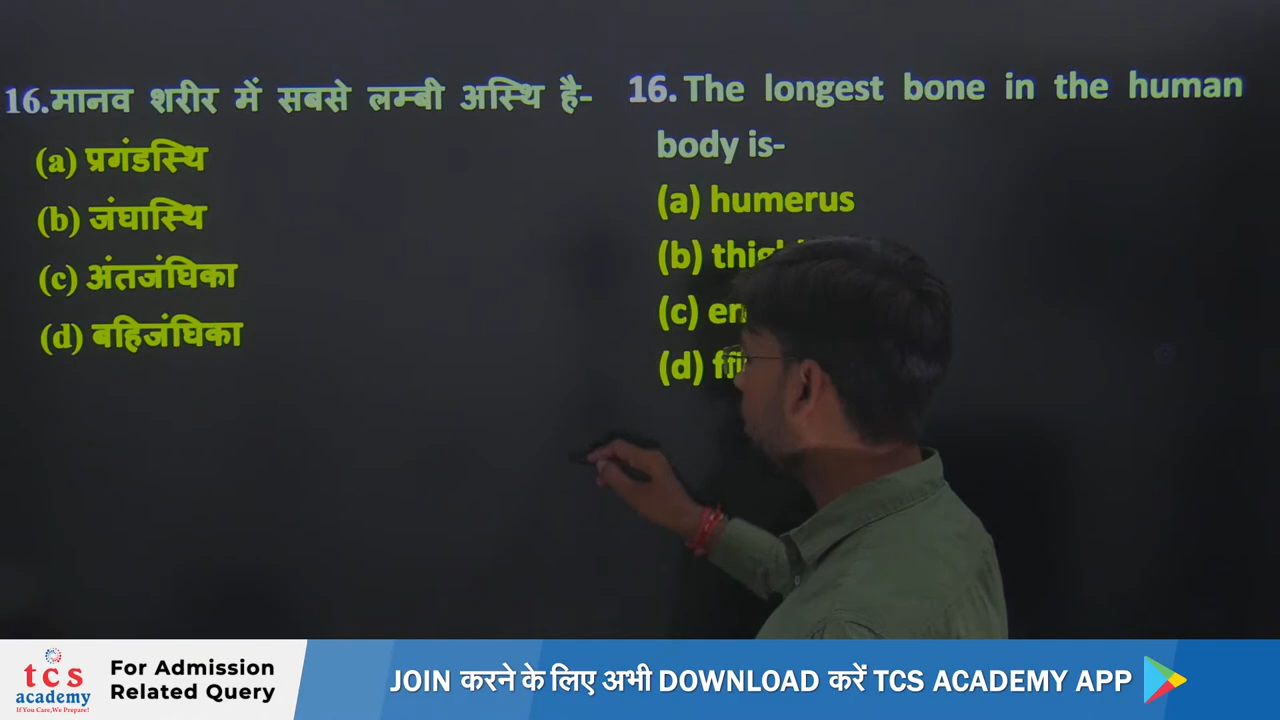 16.मानव शरीर में सबसे लम्बी अस्थि है-
(a) प्रगंडस्थि
(b) जंघास्थि
(c) अंतजंघिका
(d) बहिजंघिका
16. The longest bone in the human
body is-
(a) humerus
(b)
(c)
(d)
tcs
academy
If You Care,We Prepare!
For Admission
Related Query
JOIN करने के लिए अभी DOWNLOAD करें TCS ACADEMY APP